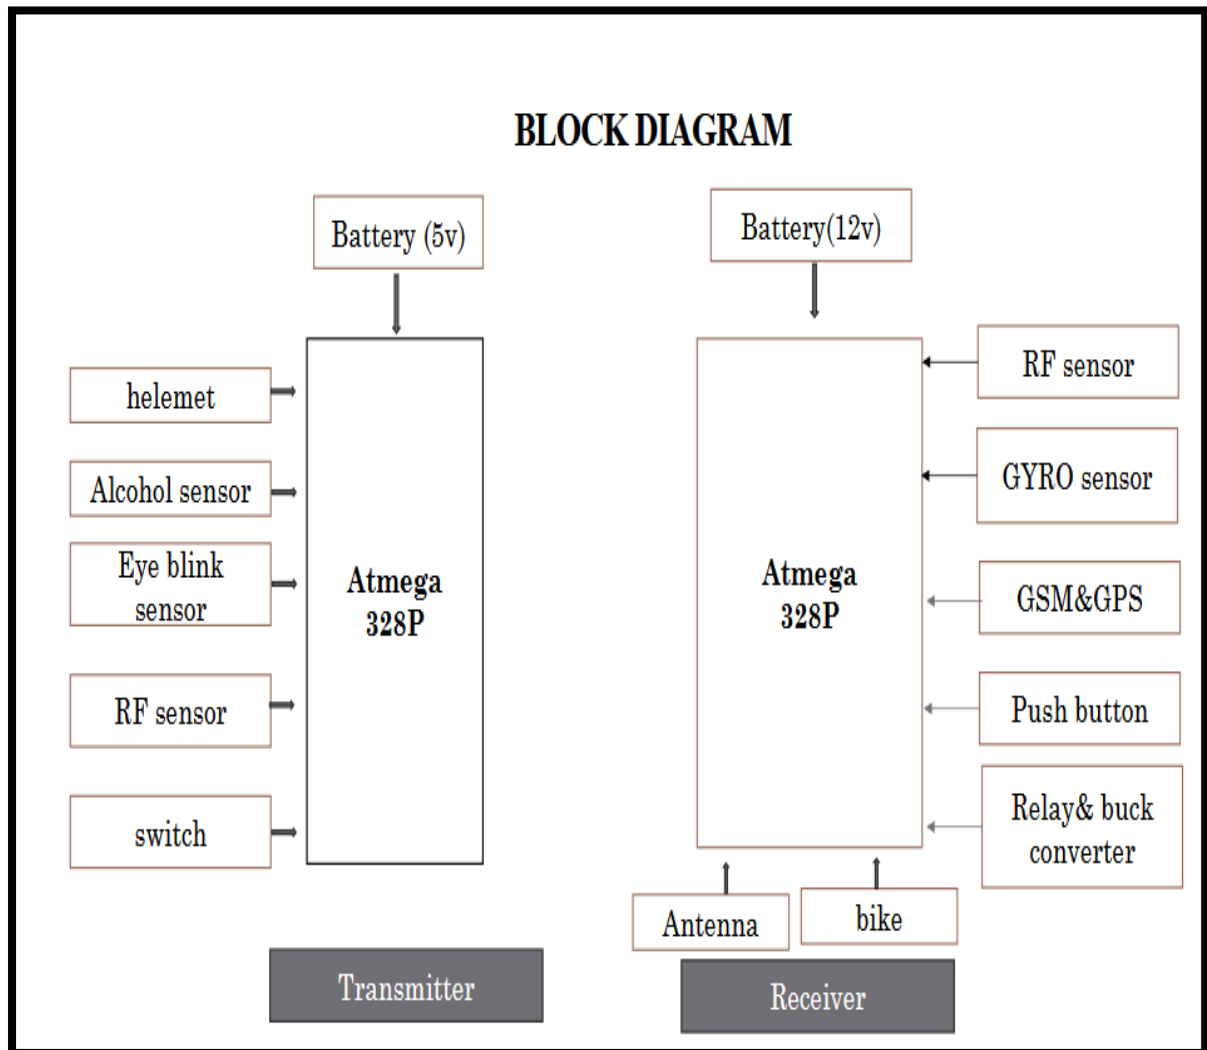 BLOCK DIAGRAM
Battery (5v)
Battery(12v)
helemet
Alcohol sensor
Eye blink
sensor
RF sensor
switch
Atmega
328P
Atmega
328P
RF sensor
GYRO sensor
GSM&GPS
Push button
Relay& buck
converter
Antenna
bike
Transmitter
Receiver